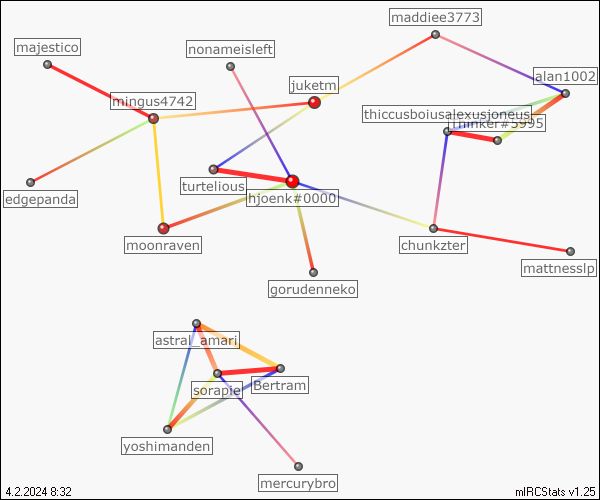 maddiee3773
majestico
nonameisleft
alan1002
juketm
mingus4742
thiccusboiusalexusjoneus
thinker#5995
turtelious
edgepanda
hjoenk#0000
moonraven
chunkzter
mattnesslp
gorudenneko
astral_amari
Bertram
sorapie
yoshimanden
mercurybro
4.2.2024 8:32
mIRCStats v1.25